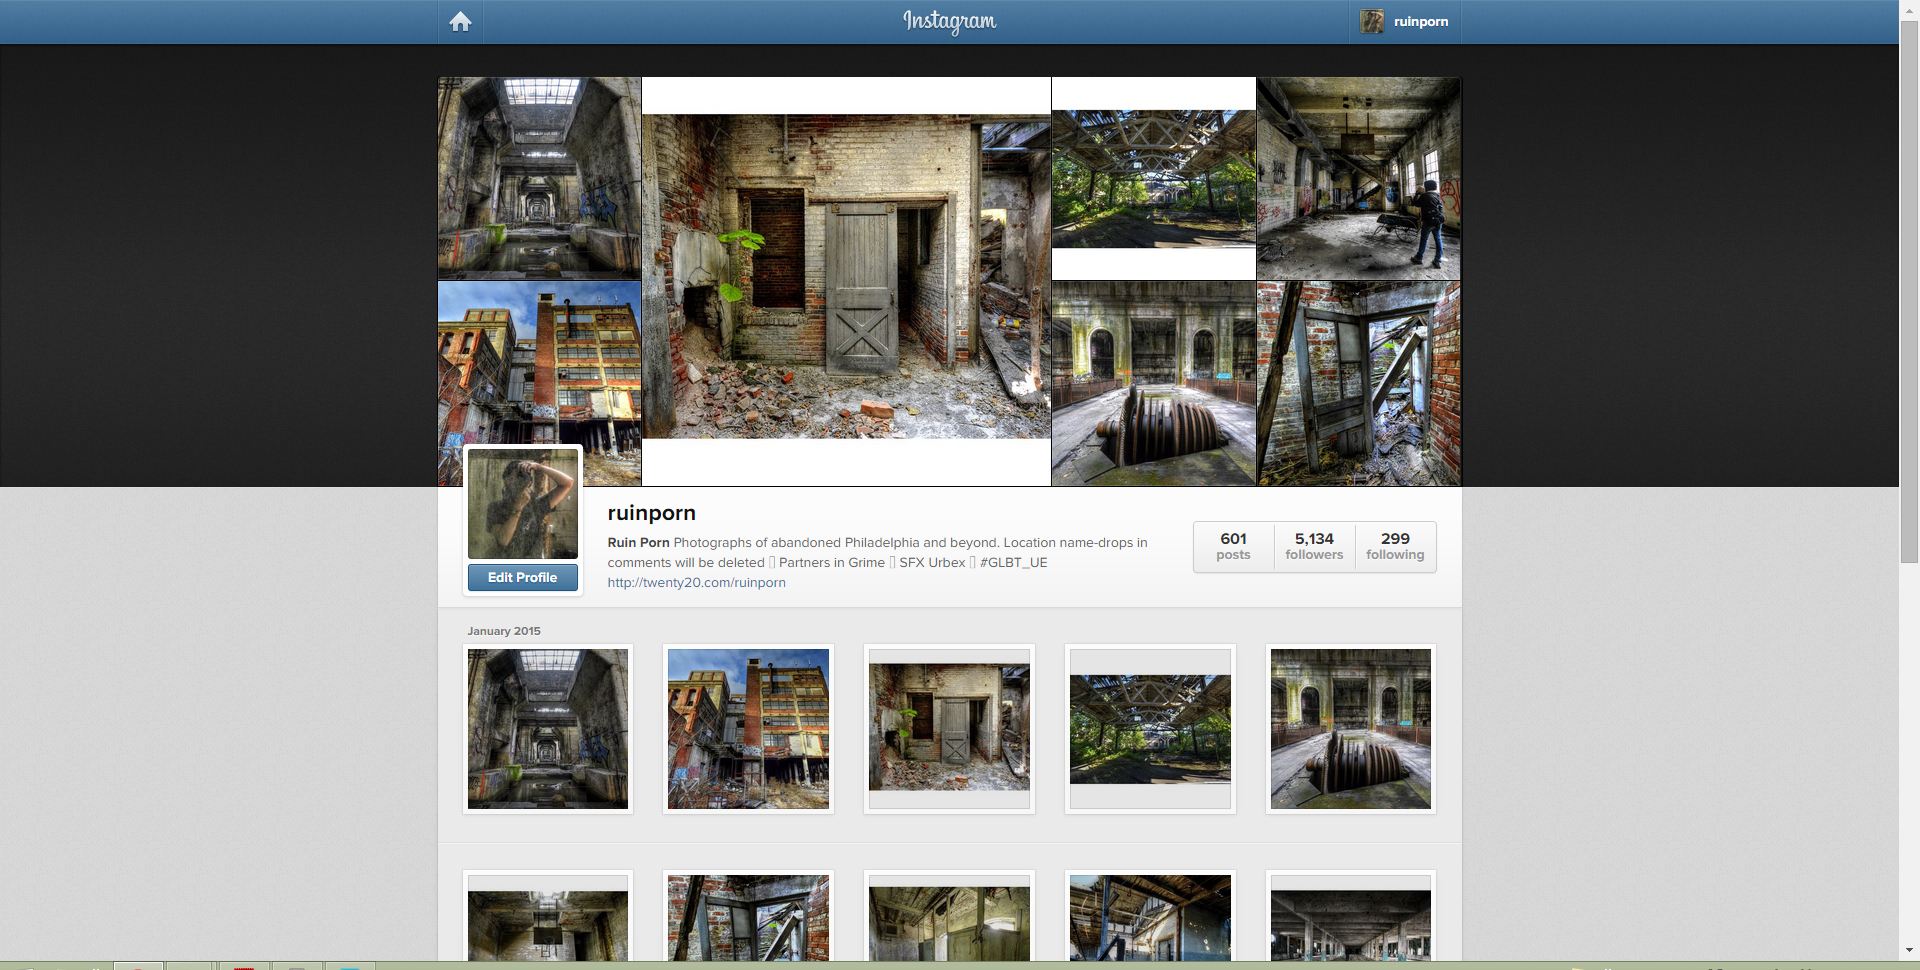 Instagram
ruinporn
ruinporn
Ruin Porn Photographs of abandoned Philadelphia and beyond. Location name-drops in
comments will be deleted Partners in Grime SFX Urbex #GLBT_UE
http://twenty20.com/ruinporn
601 posts
5,134 followers
299 following
Edit Profile
January 2015